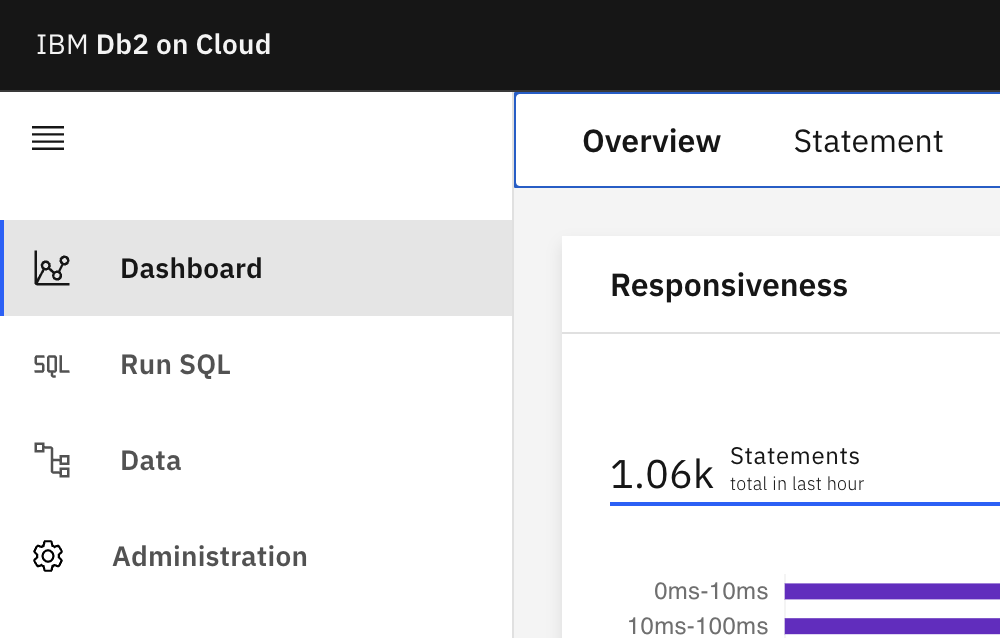 IBM Db2 on Cloud
Overview Statement
Dashboard
SQL Run SQL
Data
Administration
Responsiveness
1.06k Statements
total in last hour
0ms-10ms
10ms-100ms